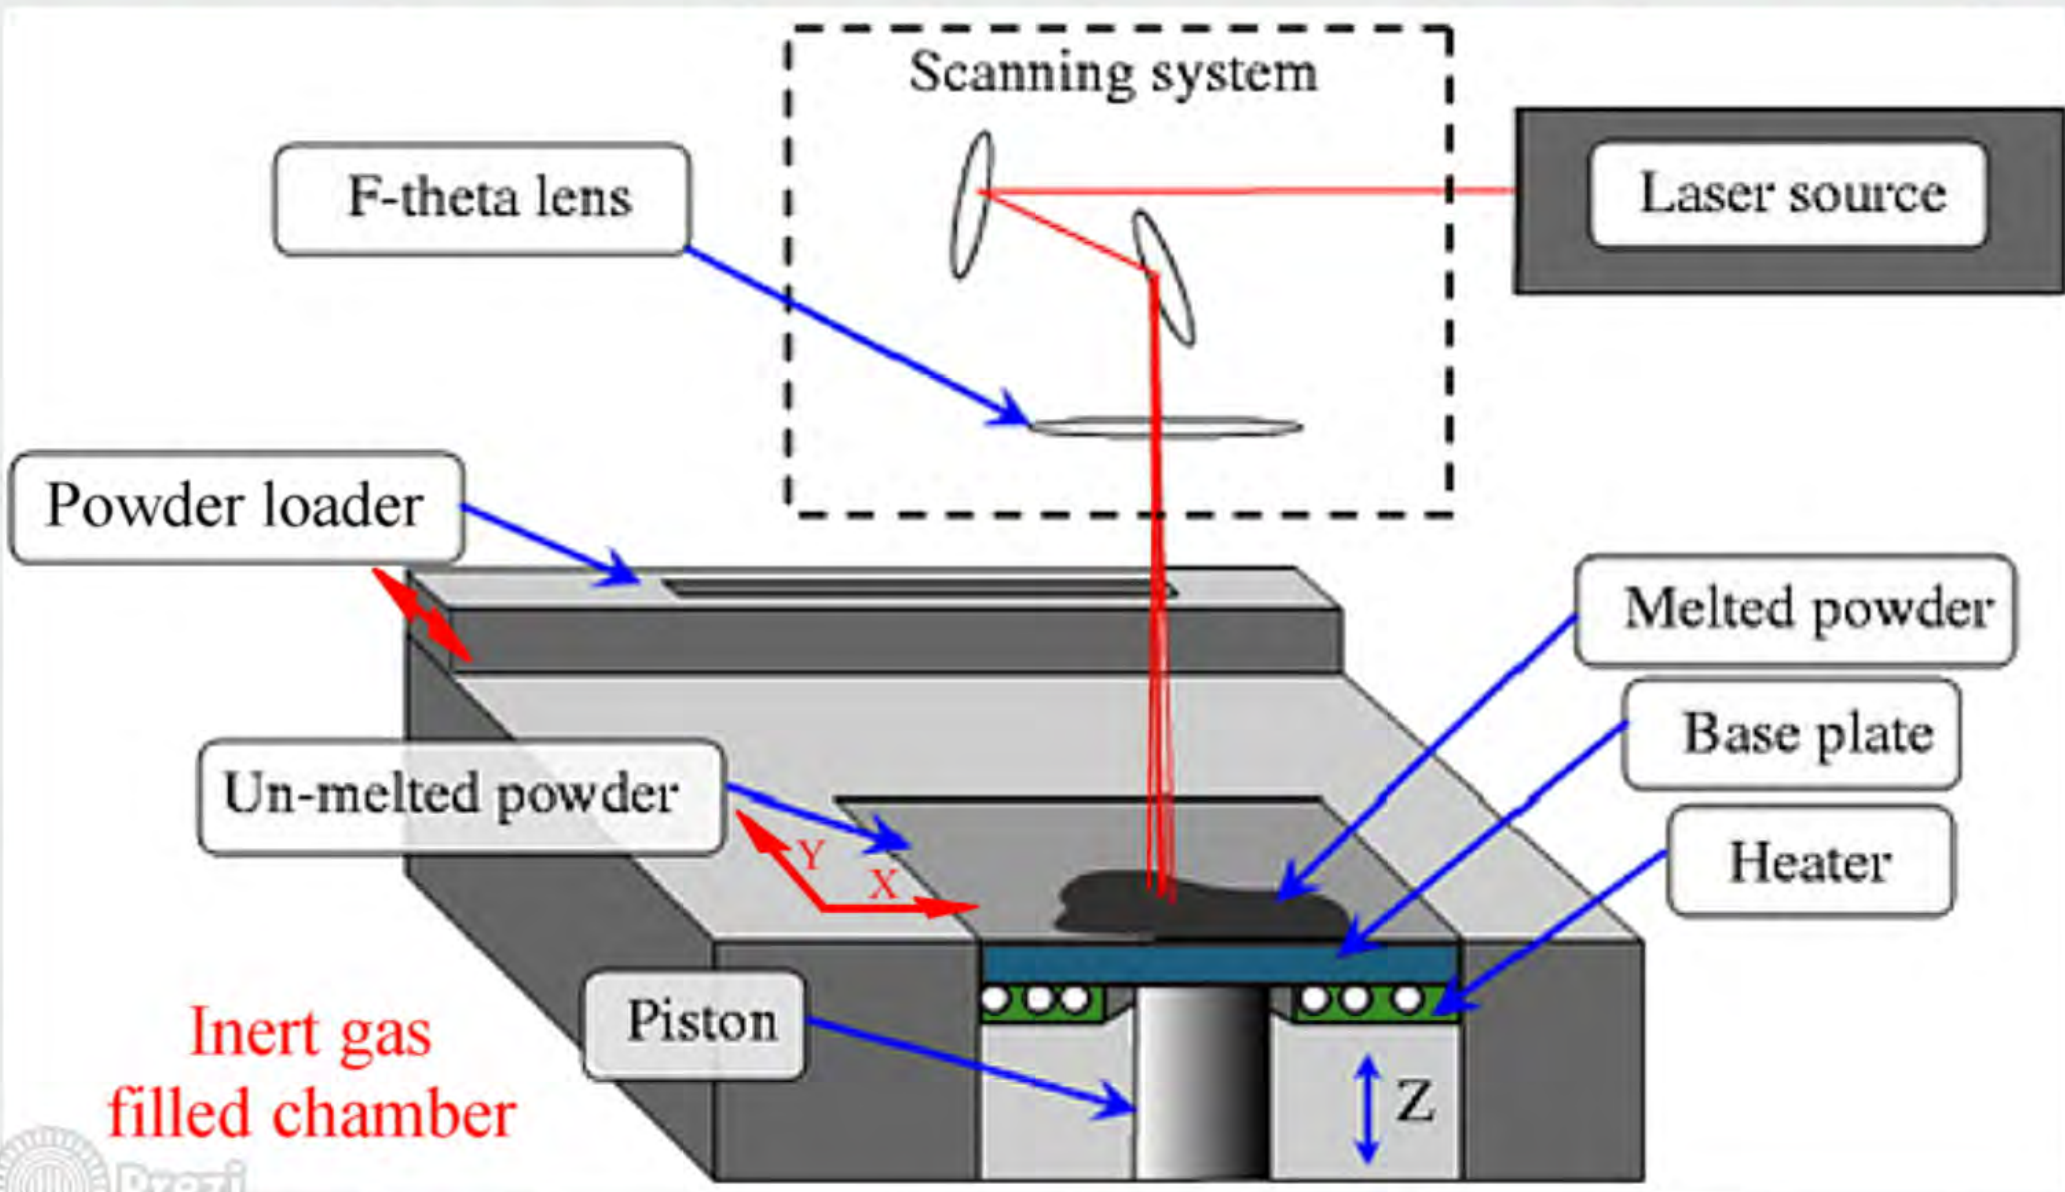 Scanning system
F-theta lens
Laser source
Powder loader
Melted powder
Base plate
Un-melted powder
Y
X
Heater
Piston
Inert gas
filled chamber
Z
Prezi